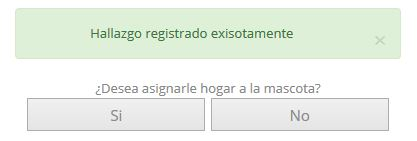 Hallazgo registrado exisotamente
×
¿Desea asignarle hogar a la mascota?
Si No